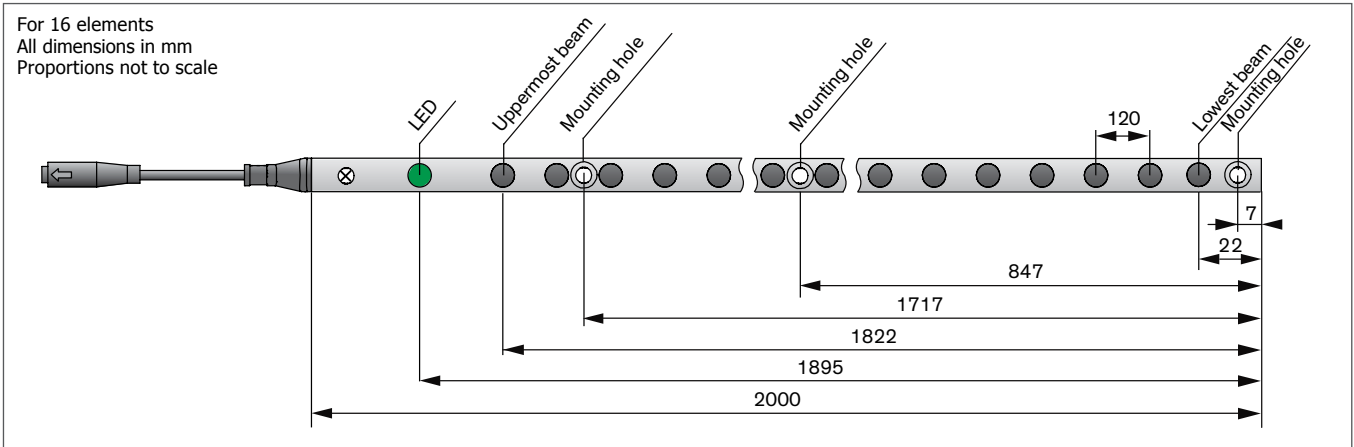 For 16 elements
All dimensions in mm
Proportions not to scale
LED
Uppermost beam
Mounting hole
Mounting hole
Lowest beam
Mounting hole
120
7
22
847
1717
1822
1895
2000